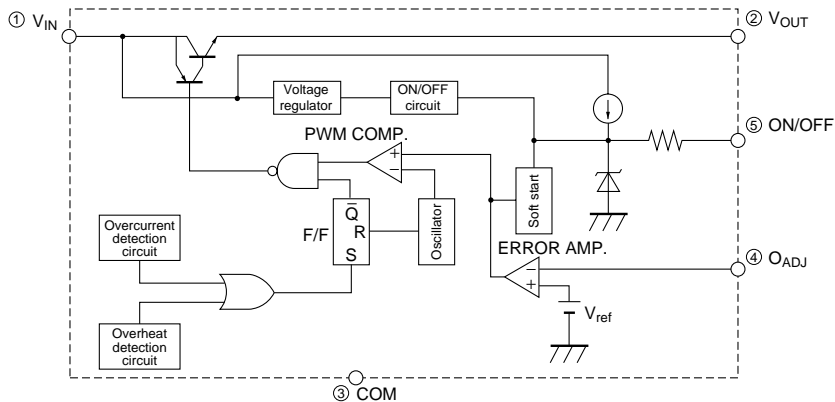 ① VIN
② VOUT
Voltage
regulator
ON/OFF
circuit
⑤ ON/OFF
PWM COMP.
+
−
Soft start
Oscillator
Overcurrent
detection
circuit
F/F
Q̅
R
S
ERROR AMP.
−
+
④ OADJ
Vref
Overheat
detection
circuit
③ COM